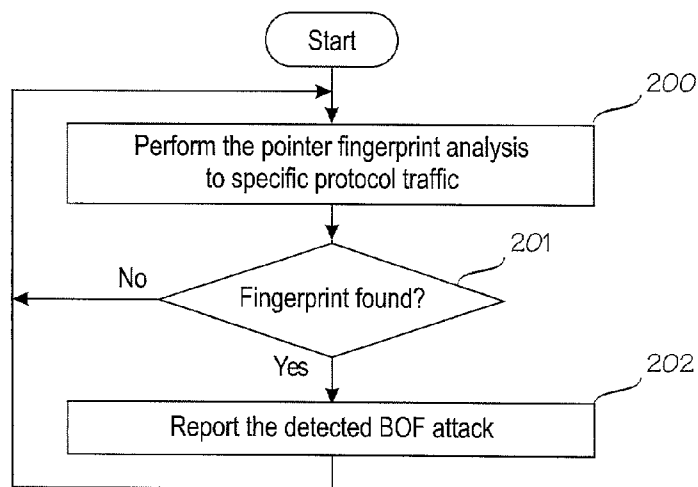 Start
200
Perform the pointer fingerprint analysis
to specific protocol traffic
201
No
Fingerprint found?
Yes
202
Report the detected BOF attack